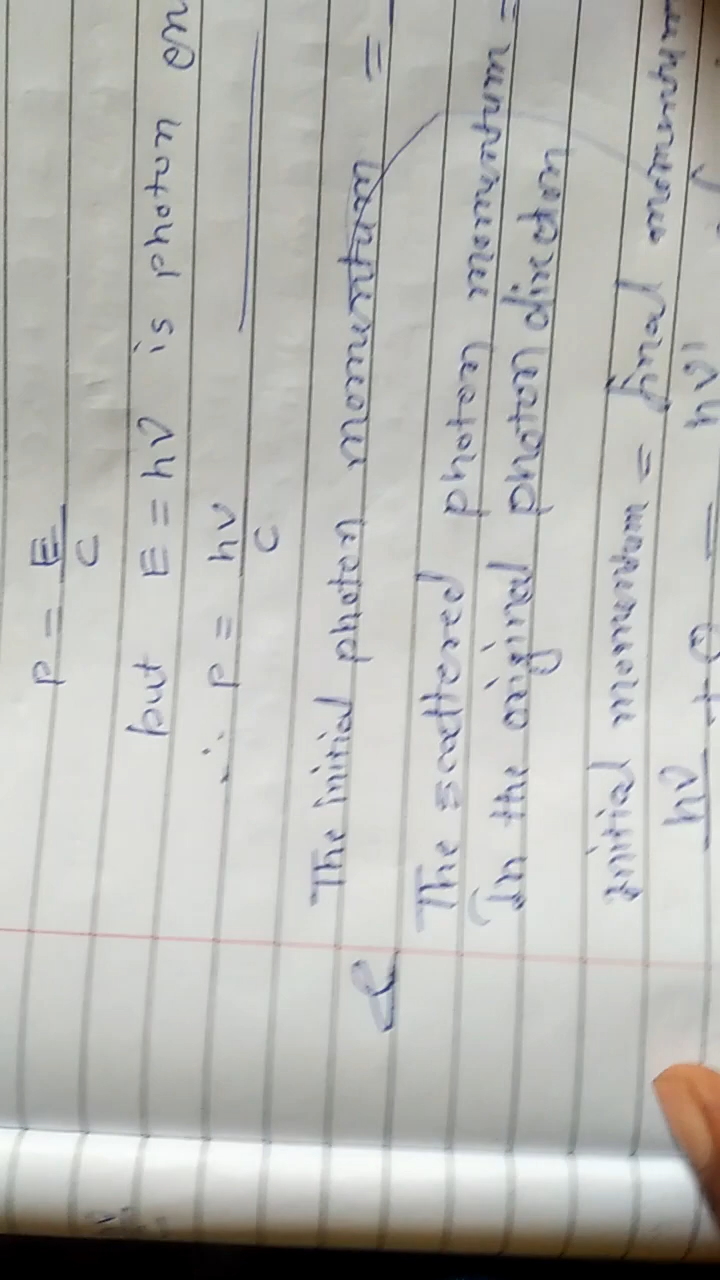 P = E/C
but E = hν is photon en
∴ P = hν/C
The initial photon momentum =
The scattered photon momentum =
In the original photon direction
initial momentum = final momentum
hν + 0 = hν'